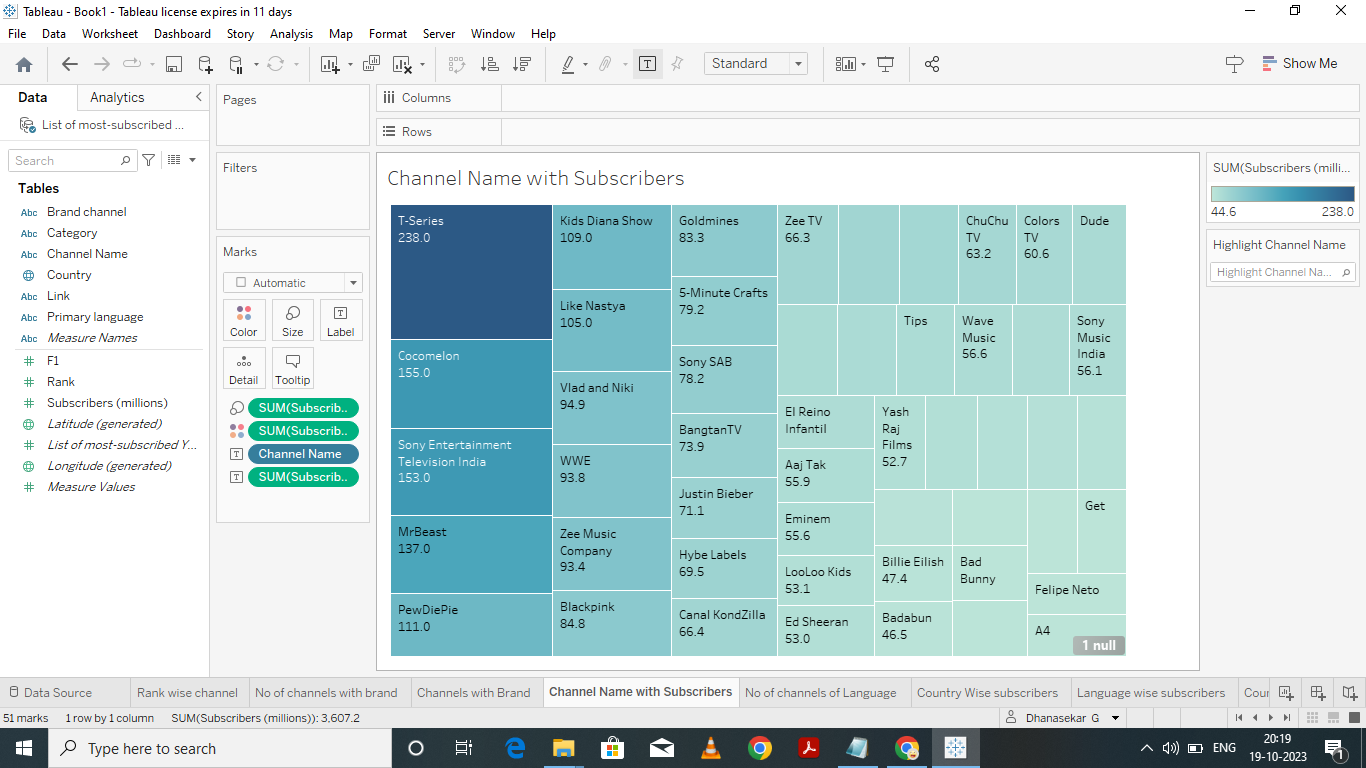 Tableau - Book1 - Tableau license expires in 11 days
File Data Worksheet Dashboard Story Analysis Map Format Server Window Help
Standard
Show Me
Data Analytics
List of most-subscribed ...
Search
Tables
Abc Brand channel
Abc Category
Abc Channel Name
Country
Abc Link
Abc Primary language
Abc Measure Names
F1
Rank
Subscribers (millions)
Latitude (generated)
List of most-subscribed Y...
Longitude (generated)
Measure Values
Pages
Filters
Marks
Automatic
Color Size Label
Detail Tooltip
SUM(Subscrib..
SUM(Subscrib..
Channel Name
SUM(Subscrib..
Columns
Rows
Channel Name with Subscribers
T-Series
238.0
Cocomelon
155.0
Sony Entertainment
Television India
153.0
MrBeast
137.0
PewDiePie
111.0
Kids Diana Show
109.0
Like Nastya
105.0
Vlad and Niki
94.9
WWE
93.8
Zee Music
Company
93.4
Blackpink
84.8
Goldmines
83.3
5-Minute Crafts
79.2
Sony SAB
78.2
BangtanTV
73.9
Justin Bieber
71.1
Hybe Labels
69.5
Canal KondZilla
66.4
Zee TV
66.3
ChuChu
TV
63.2
Colors
TV
60.6
Dude
Tips
Wave
Music
56.6
Sony
Music
India
56.1
El Reino
Infantil
Aaj Tak
55.9
Eminem
55.6
LooLoo Kids
53.1
Ed Sheeran
53.0
Yash
Raj
Films
52.7
Get
Billie Eilish
47.4
Bad
Bunny
Badabun
46.5
Felipe Neto
A4
1 null
SUM(Subscribers (milli...
44.6 238.0
Highlight Channel Name
Highlight Channel Na...
Data Source Rank wise channel No of channels with brand Channels with Brand Channel Name with Subscribers No of channels of Language Country Wise subscribers Language wise subscribers Cour
51 marks 1 row by 1 column SUM(Subscribers (millions)): 3,607.2
Dhanasekar G
Type here to search
ENG
20:19
19-10-2023
1